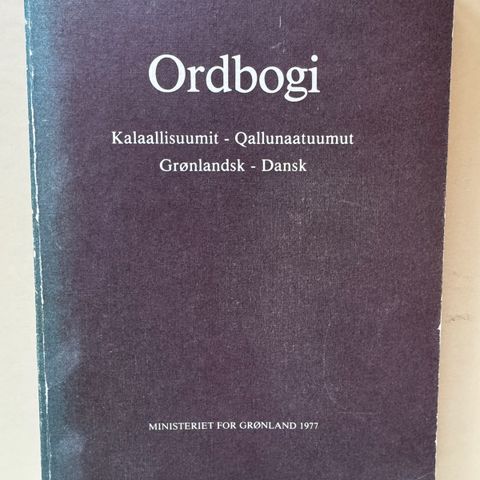 Ordbogi
Kalaallisuumit - Qallunaatuumut
Grønlandsk - Dansk
MINISTERIET FOR GRØNLAND 1977